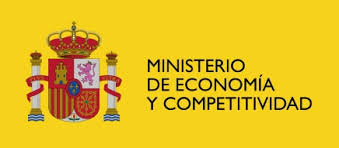 MINISTERIO
DE ECONOMÍA
Y COMPETITIVIDAD